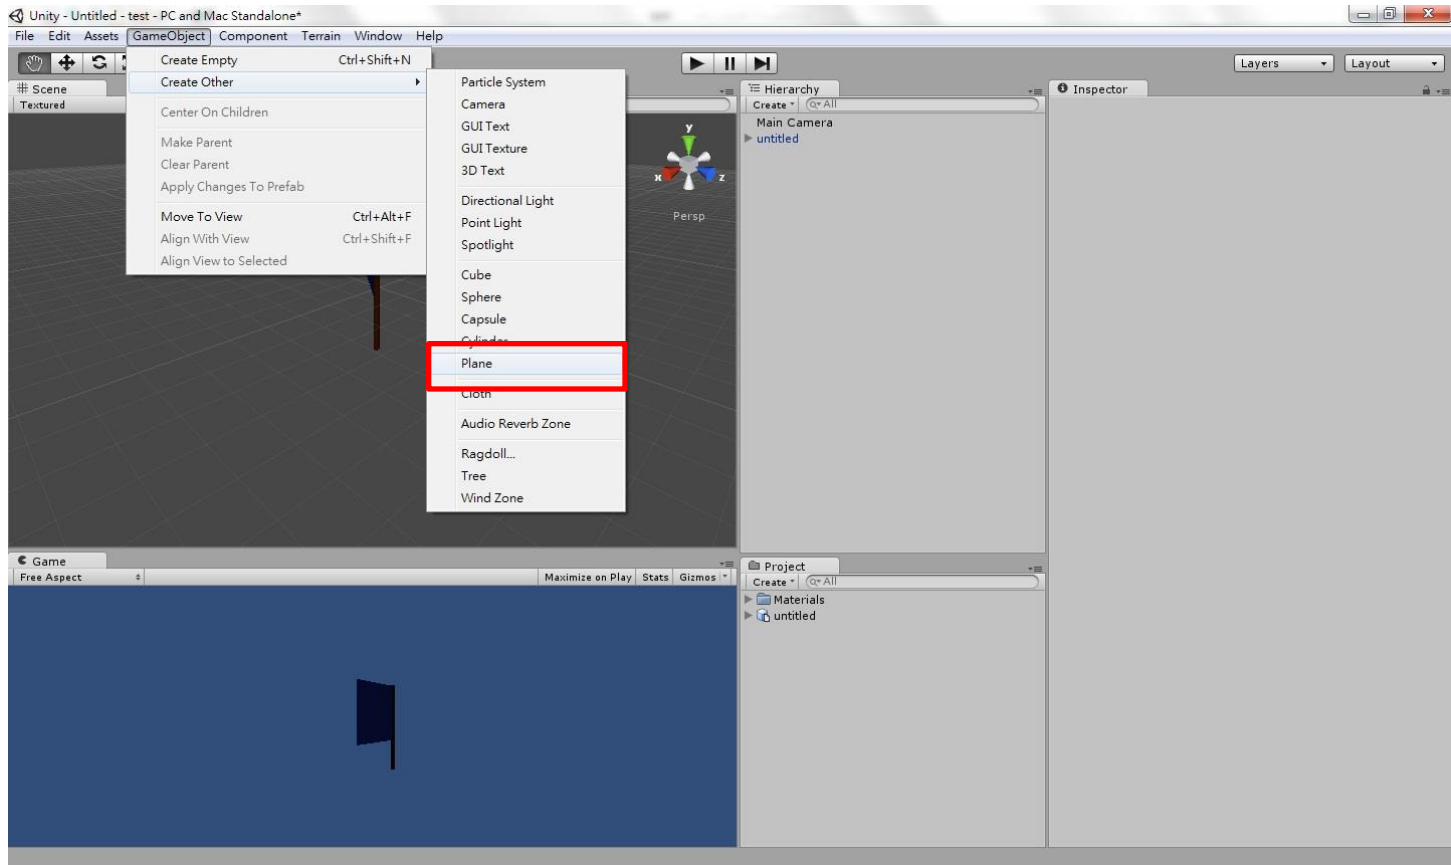 Unity - Untitled - test - PC and Mac Standalone*
File Edit Assets GameObject Component Terrain Window Help
Layers Layout
Create Empty Ctrl+Shift+N
Create Other
Center On Children
Make Parent
Clear Parent
Apply Changes To Prefab
Move To View Ctrl+Alt+F
Align With View Ctrl+Shift+F
Align View to Selected
Particle System
Camera
GUI Text
GUI Texture
3D Text
Directional Light
Point Light
Spotlight
Cube
Sphere
Capsule
Cylinder
Plane
Cloth
Audio Reverb Zone
Ragdoll...
Tree
Wind Zone
# Scene
Textured
y
x z
Persp
Hierarchy
Create All
Main Camera
untitled
Inspector
Game
Free Aspect Maximize on Play Stats Gizmos
Project
Create All
Materials
untitled